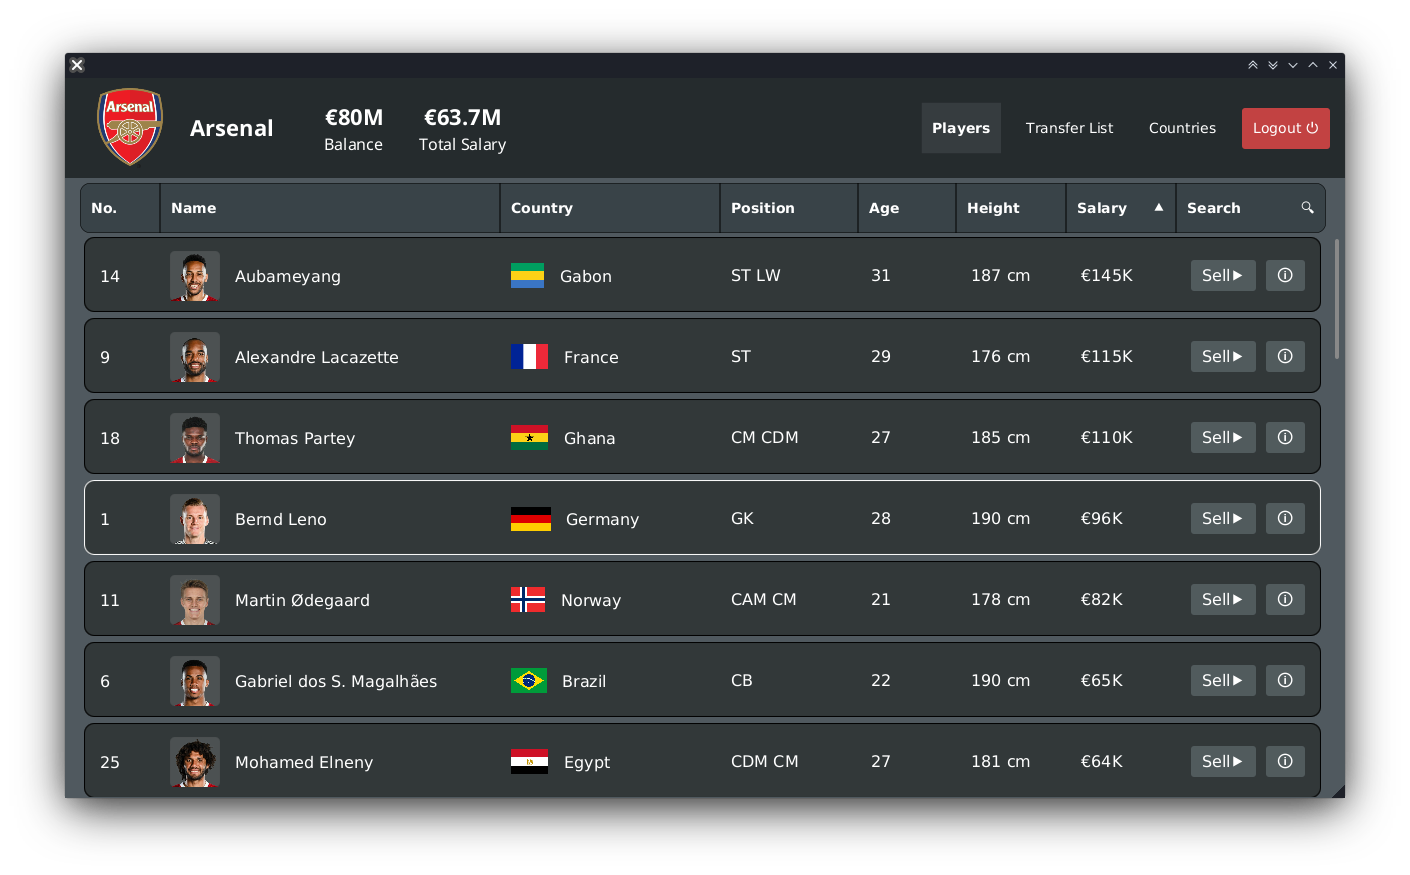 Arsenal
Arsenal
€80M
Balance
€63.7M
Total Salary
Players
Transfer List
Countries
Logout
No. Name Country Position Age Height Salary ▲ Search
14 Aubameyang Gabon ST LW 31 187 cm €145K Sell▶
9 Alexandre Lacazette France ST 29 176 cm €115K Sell▶
18 Thomas Partey Ghana CM CDM 27 185 cm €110K Sell▶
1 Bernd Leno Germany GK 28 190 cm €96K Sell▶
11 Martin Ødegaard Norway CAM CM 21 178 cm €82K Sell▶
6 Gabriel dos S. Magalhães Brazil CB 22 190 cm €65K Sell▶
25 Mohamed Elneny Egypt CDM CM 27 181 cm €64K Sell▶